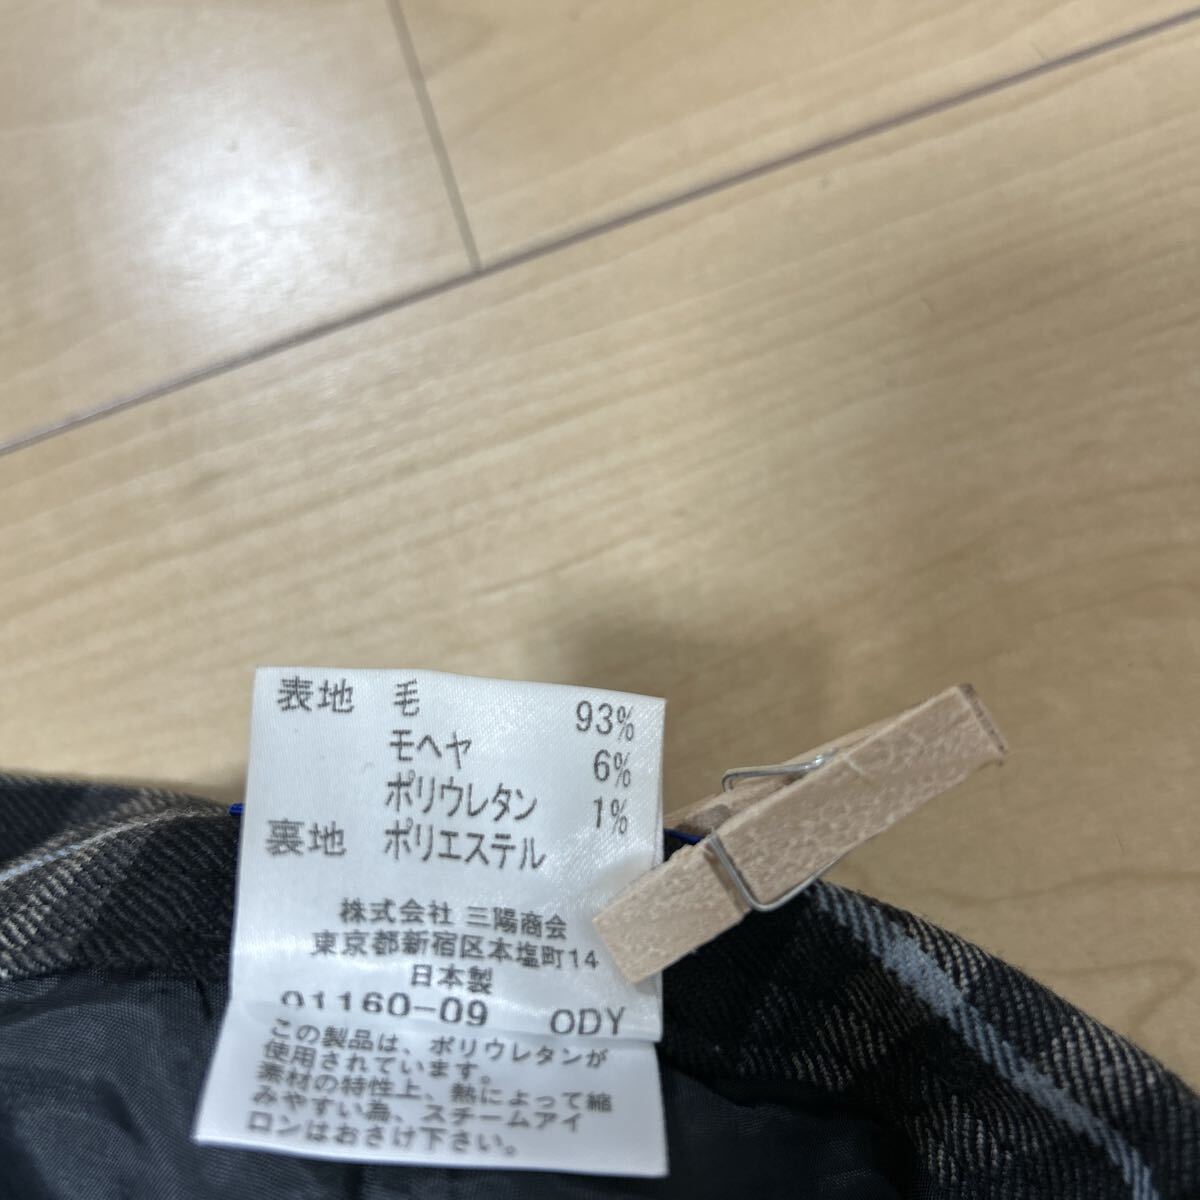 表地 毛 93%
モヘヤ 6%
ポリウレタン 1%
裏地 ポリエステル
株式会社 三陽商会
東京都新宿区本塩町14
日本製
01160-09 ODY
この製品は、ポリウレタンが
使用されています。
素材の特性上、熱によって縮
みやすい為、スチームアイ
ロンはおさけ下さい。